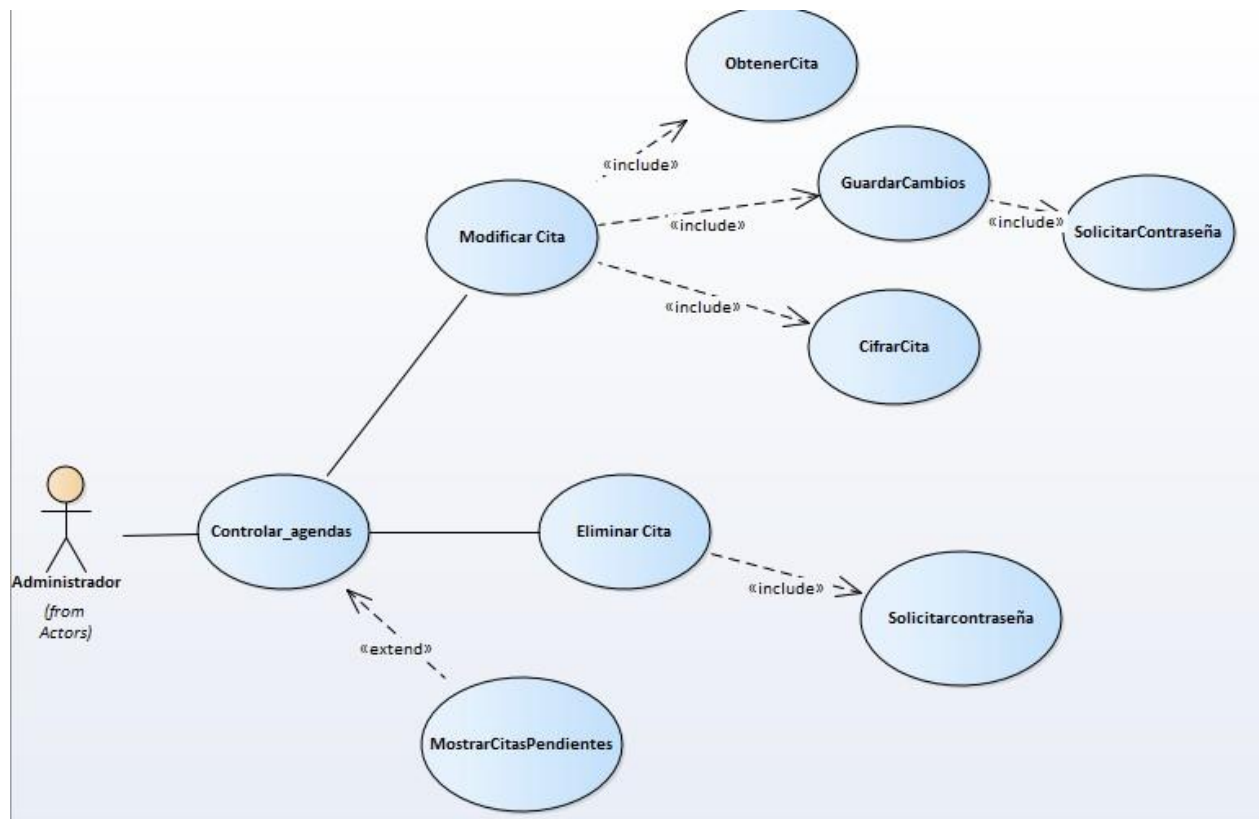 ObtenerCita
«include»
GuardarCambios
Modificar Cita
«include»
«include»
SolicitarContraseña
«include»
CifrarCita
Controlar_agendas
Eliminar Cita
Administrador
(from
Actors)
«include»
Solicitarcontraseña
«extend»
MostrarCitasPendientes